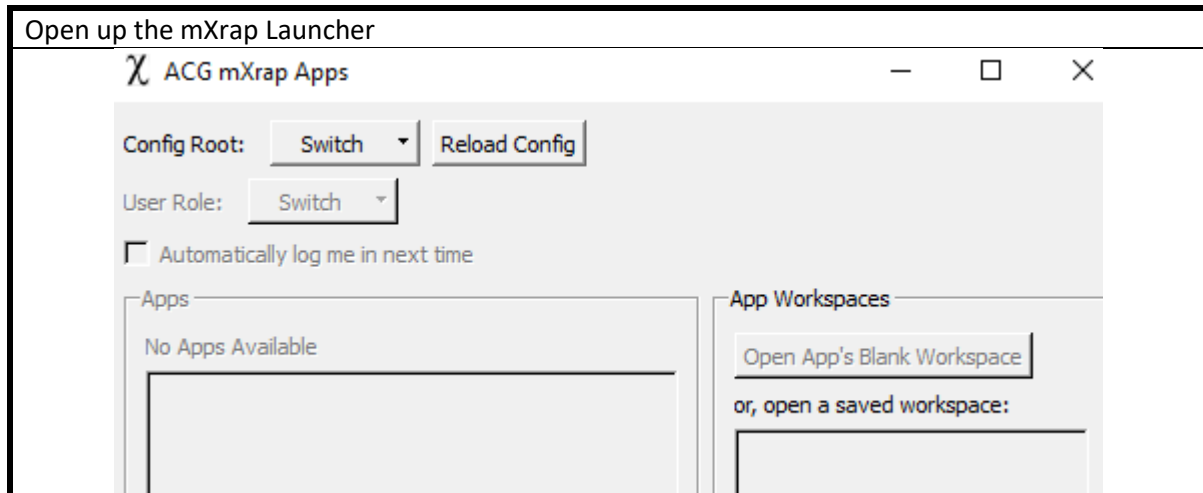 Open up the mXrap Launcher
χ ACG mXrap Apps
Config Root: Switch Reload Config
User Role: Switch
Automatically log me in next time
Apps
App Workspaces
No Apps Available
Open App's Blank Workspace
or, open a saved workspace: